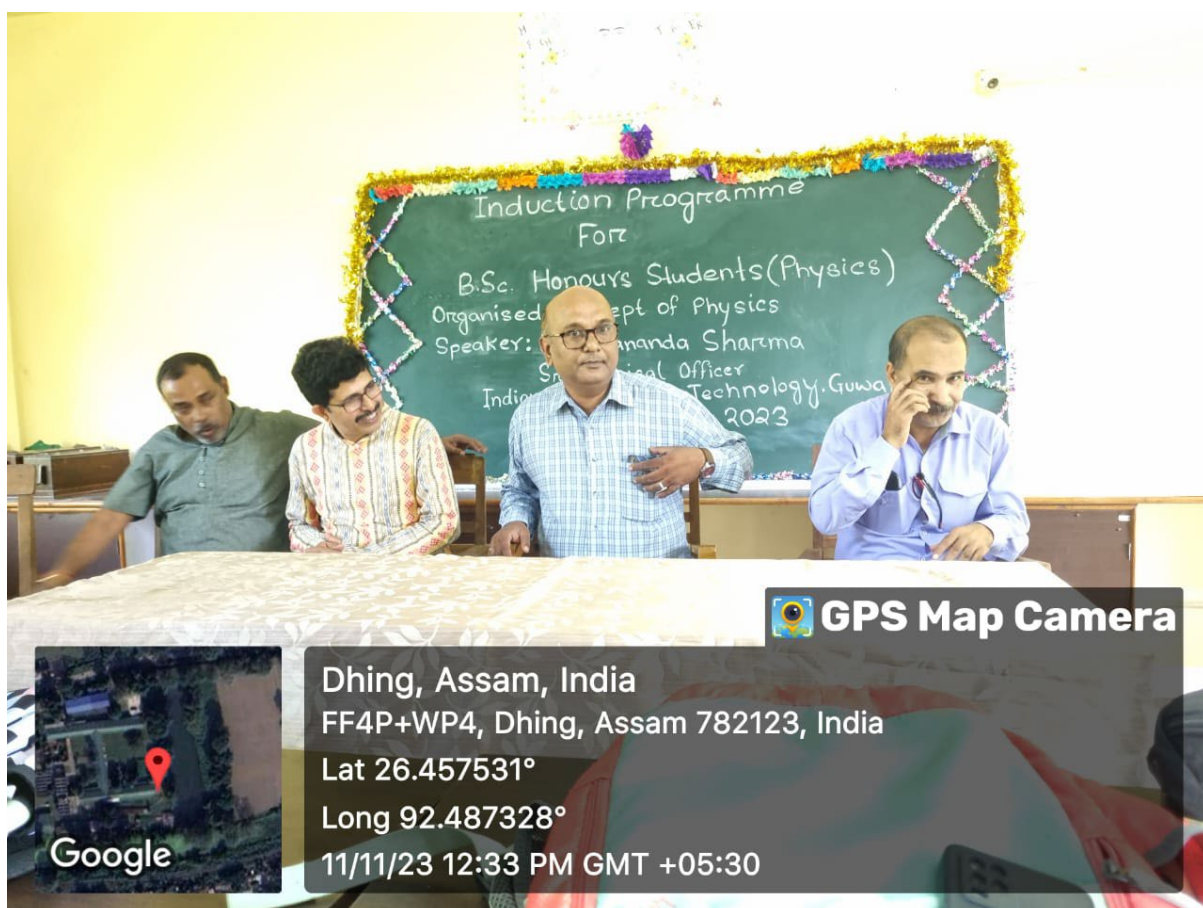 Induction Programme
For
B.Sc. Honours Students (Physics)
Organised ept of Physics
Speaker: ananda Sharma
cal Officer
Technology. Guwa
2023
GPS Map Camera
Dhing, Assam, India
FF4P+WP4, Dhing, Assam 782123, India
Lat 26.457531°
Long 92.487328°
11/11/23 12:33 PM GMT +05:30
Google